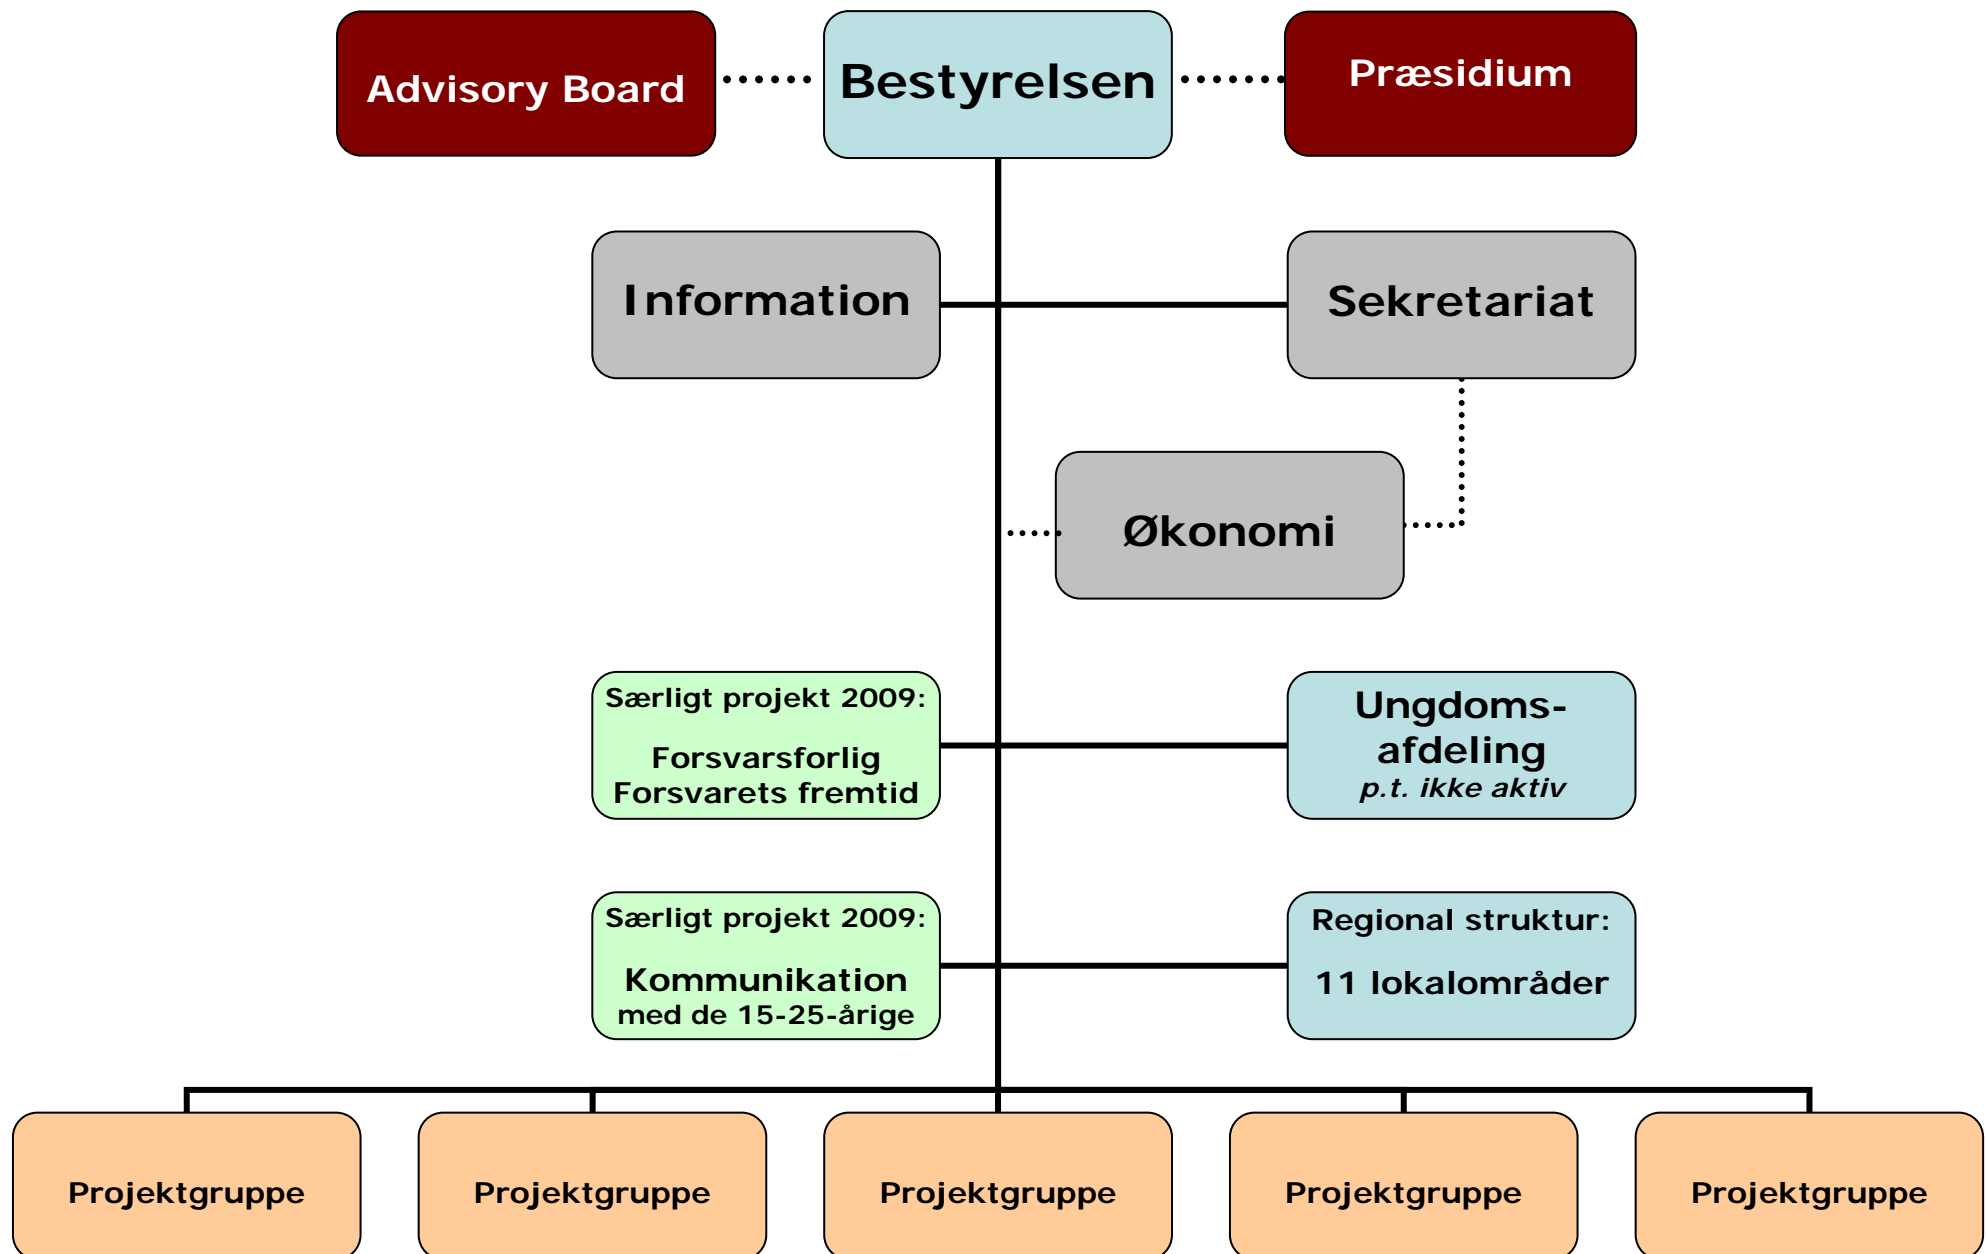 Advisory Board
Bestyrelsen
Præsidium
Information
Sekretariat
Økonomi
Særligt projekt 2009:
Forsvarsforlig
Forsvarets fremtid
Ungdoms-
afdeling
p.t. ikke aktiv
Særligt projekt 2009:
Kommunikation
med de 15-25-årige
Regional struktur:
11 lokalområder
Projektgruppe
Projektgruppe
Projektgruppe
Projektgruppe
Projektgruppe